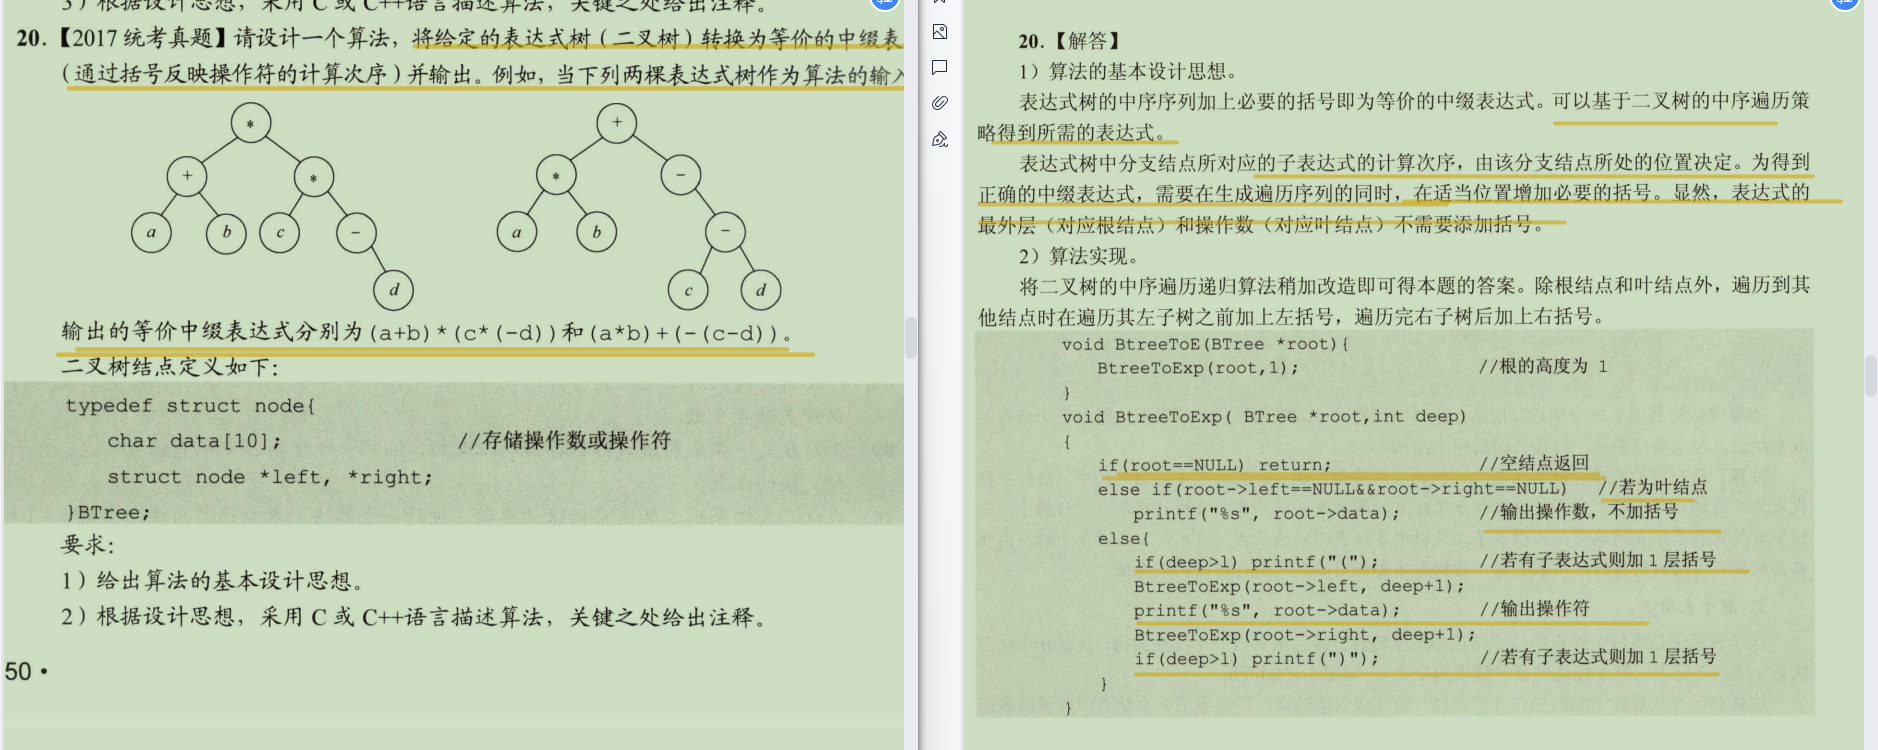 3）根据设计思想，采用 C 或 C++语言描述算法，关键之处给出注释。
20.【2017 统考真题】请设计一个算法，将给定的表达式树（二叉树）转换为等价的中缀表
（通过括号反映操作符的计算次序）并输出。例如，当下列两棵表达式树作为算法的输入
*
+
*
a
b
c
-
d
+
*
-
a
b
-
c
d
输出的等价中缀表达式分别为(a+b)*(c*(-d))和(a*b)+(-(c-d))。
二叉树结点定义如下：
typedef struct node{
char data[10]; //存储操作数或操作符
struct node *left, *right;
}BTree;
要求：
1）给出算法的基本设计思想。
2）根据设计思想，采用 C 或 C++语言描述算法，关键之处给出注释。
50 •
20.【解答】
1）算法的基本设计思想。
表达式树的中序序列加上必要的括号即为等价的中缀表达式。可以基于二叉树的中序遍历策
略得到所需的表达式。
表达式树中分支结点所对应的子表达式的计算次序，由该分支结点所处的位置决定。为得到
正确的中缀表达式，需要在生成遍历序列的同时，在适当位置增加必要的括号。显然，表达式的
最外层（对应根结点）和操作数（对应叶结点）不需要添加括号。
2）算法实现。
将二叉树的中序遍历递归算法稍加改造即可得本题的答案。除根结点和叶结点外，遍历到其
他结点时在遍历其左子树之前加上左括号，遍历完右子树后加上右括号。
void BtreeToE(BTree *root){
BtreeToExp(root,1); //根的高度为 1
}
void BtreeToExp( BTree *root,int deep)
{
if(root==NULL) return; //空结点返回
else if(root->left==NULL&&root->right==NULL) //若为叶结点
printf("%s", root->data); //输出操作数，不加括号
else{
if(deep>1) printf("("); //若有子表达式则加 1 层括号
BtreeToExp(root->left, deep+1);
printf("%s", root->data); //输出操作符
BtreeToExp(root->right, deep+1);
if(deep>1) printf(")"); //若有子表达式则加 1 层括号
}
}